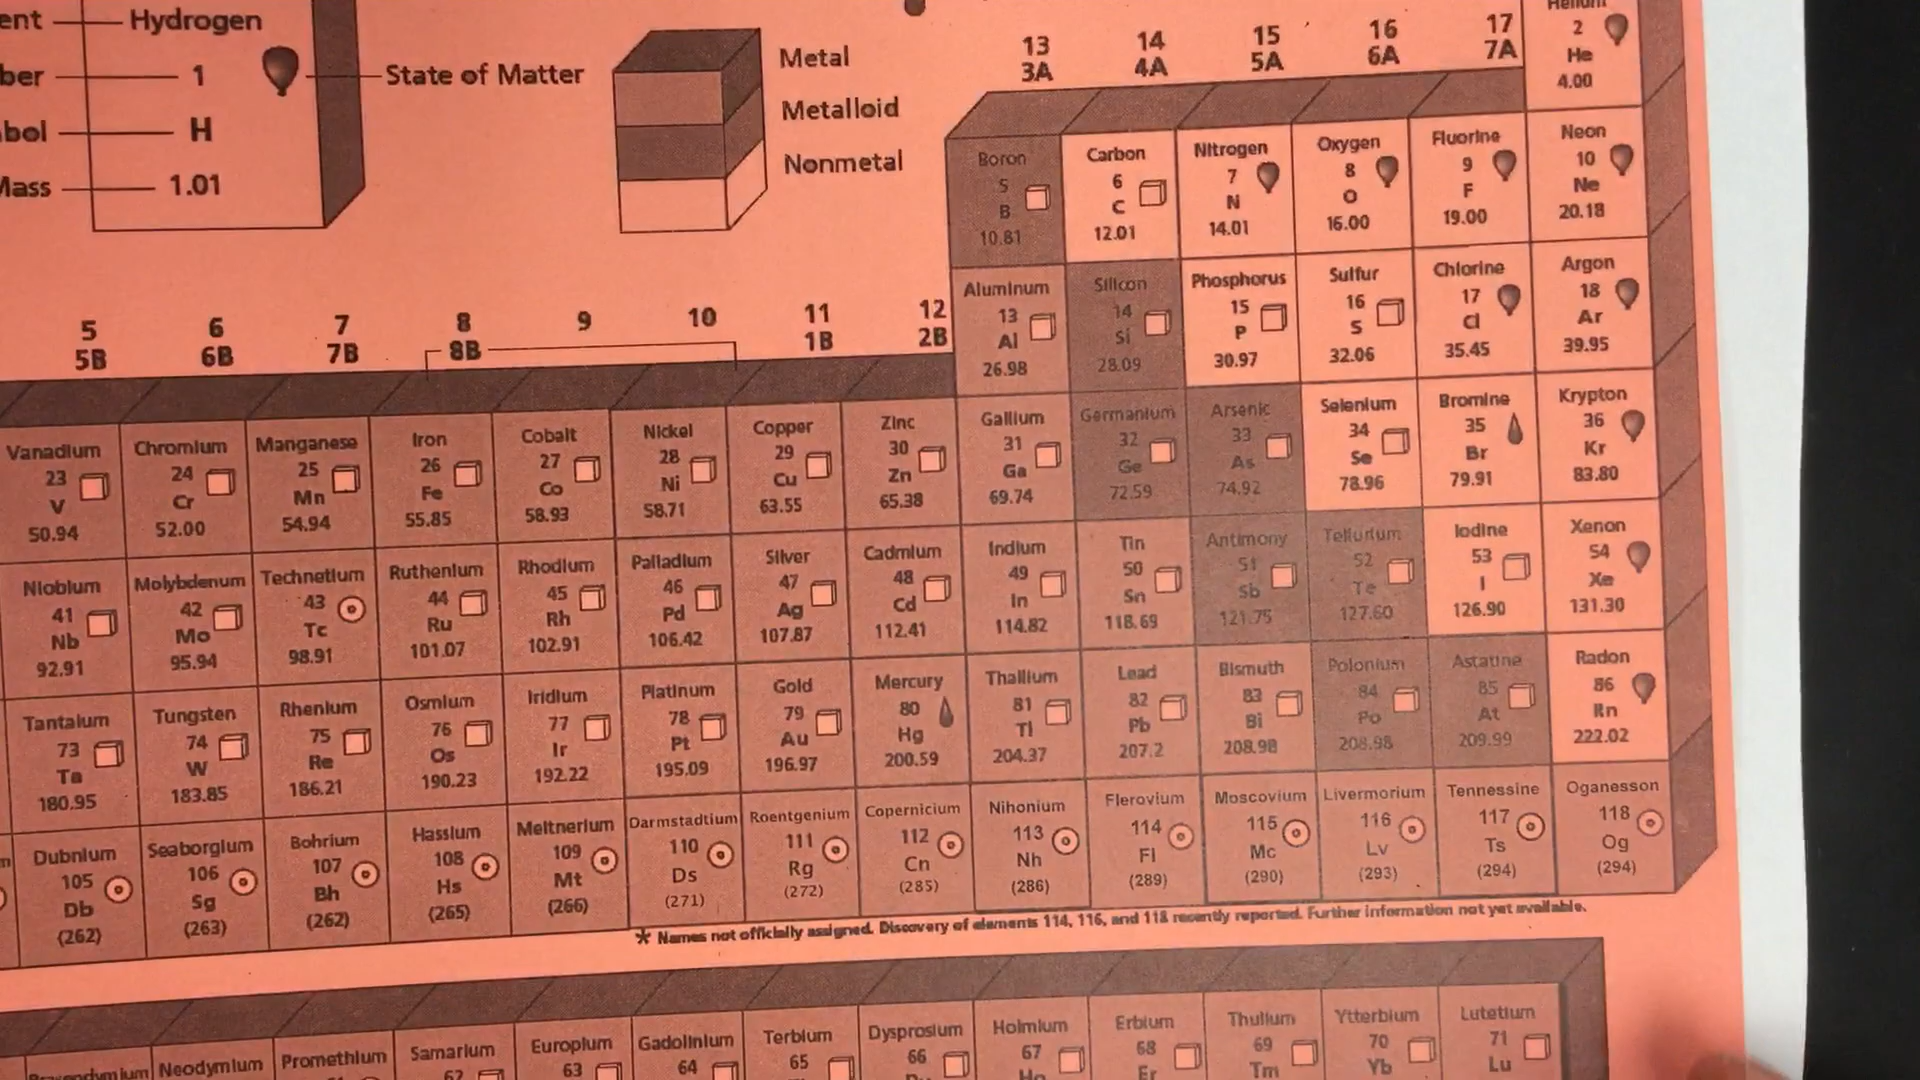 Hydrogen
1
State of Matter
H
Mass
1.01
Metal
Metalloid
Nonmetal
13
3A
14
4A
15
5A
16
6A
17
7A
Helium
2
He
4.00
Boron
5
B
10.81
Carbon
6
C
12.01
Nitrogen
7
N
14.01
Oxygen
8
O
16.00
Fluorine
9
F
19.00
Neon
10
Ne
20.18
5
5B
6
6B
7
7B
8
8B
9
10
11
1B
12
2B
Aluminum
13
Al
26.98
Silicon
14
Si
28.09
Phosphorus
15
P
30.97
Sulfur
16
S
32.06
Chlorine
17
Cl
35.45
Argon
18
Ar
39.95
Vanadium
23
V
50.94
Chromium
24
Cr
52.00
Manganese
25
Mn
54.94
Iron
26
Fe
55.85
Cobalt
27
Co
58.93
Nickel
28
Ni
58.71
Copper
29
Cu
63.55
Zinc
30
Zn
65.38
Gallium
31
Ga
69.74
Germanium
32
Ge
72.59
Arsenic
33
As
74.92
Selenium
34
Se
78.96
Bromine
35
Br
79.91
Krypton
36
Kr
83.80
Niobium
41
Nb
92.91
Molybdenum
42
Mo
95.94
Technetium
43
Tc
98.91
Ruthenium
44
Ru
101.07
Rhodium
45
Rh
102.91
Palladium
46
Pd
106.42
Silver
47
Ag
107.87
Cadmium
48
Cd
112.41
Indium
49
In
114.82
Tin
50
Sn
118.69
Antimony
51
Sb
121.75
Tellurium
52
Te
127.60
Iodine
53
I
126.90
Xenon
54
Xe
131.30
Tantalum
73
Ta
180.95
Tungsten
74
W
183.85
Rhenium
75
Re
186.21
Osmium
76
Os
190.23
Iridium
77
Ir
192.22
Platinum
78
Pt
195.09
Gold
79
Au
196.97
Mercury
80
Hg
200.59
Thallium
81
Tl
204.37
Lead
82
Pb
207.2
Bismuth
83
Bi
208.98
Polonium
84
Po
208.98
Astatine
85
At
209.99
Radon
86
Rn
222.02
Dubnium
105
Db
(262)
Seaborgium
106
Sg
(263)
Bohrium
107
Bh
(262)
Hassium
108
Hs
(265)
Meitnerium
109
Mt
(266)
Darmstadtium
110
Ds
(271)
Roentgenium
111
Rg
(272)
Copernicium
112
Cn
(285)
Nihonium
113
Nh
(286)
Flerovium
114
Fl
(289)
Moscovium
115
Mc
(290)
Livermorium
116
Lv
(293)
Tennessine
117
Ts
(294)
Oganesson
118
Og
(294)
* Names not officially assigned. Discovery of elements 114, 116, and 118 recently reported. Further information not yet available.
Neodymium
Promethium
Samarium
62
Europium
63
Gadolinium
64
Terbium
65
Dysprosium
66
Holmium
67
Ho
Erbium
68
Er
Thulium
69
Tm
Ytterbium
70
Yb
Lutetium
71
Lu